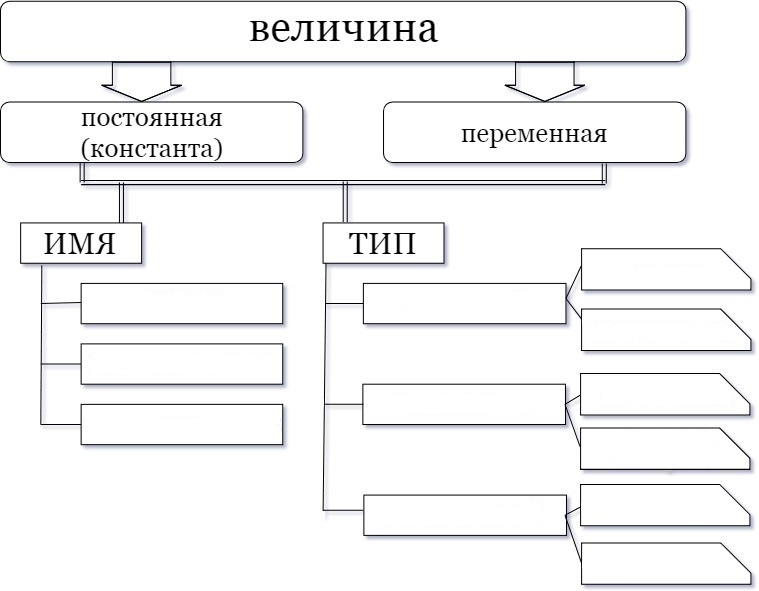 величина
постоянная
(константа)
переменная
ИМЯ
ТИП